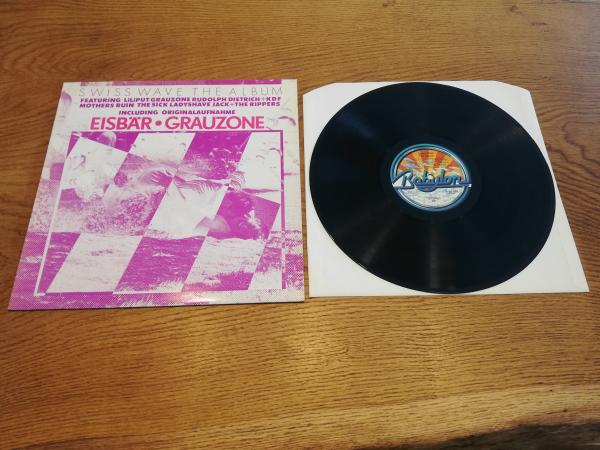 SWISS WAVE THE ALBUM
FEATURING LILIPUT GRAUZONE RUDOLPH DIETRICH+KDF
MOTHERS RUIN THE SICK LADYSHAVE JACK+THE RIPPERS
INCLUDING ORIGINALAUFNAHME
EISBÄR•GRAUZONE
Babylon